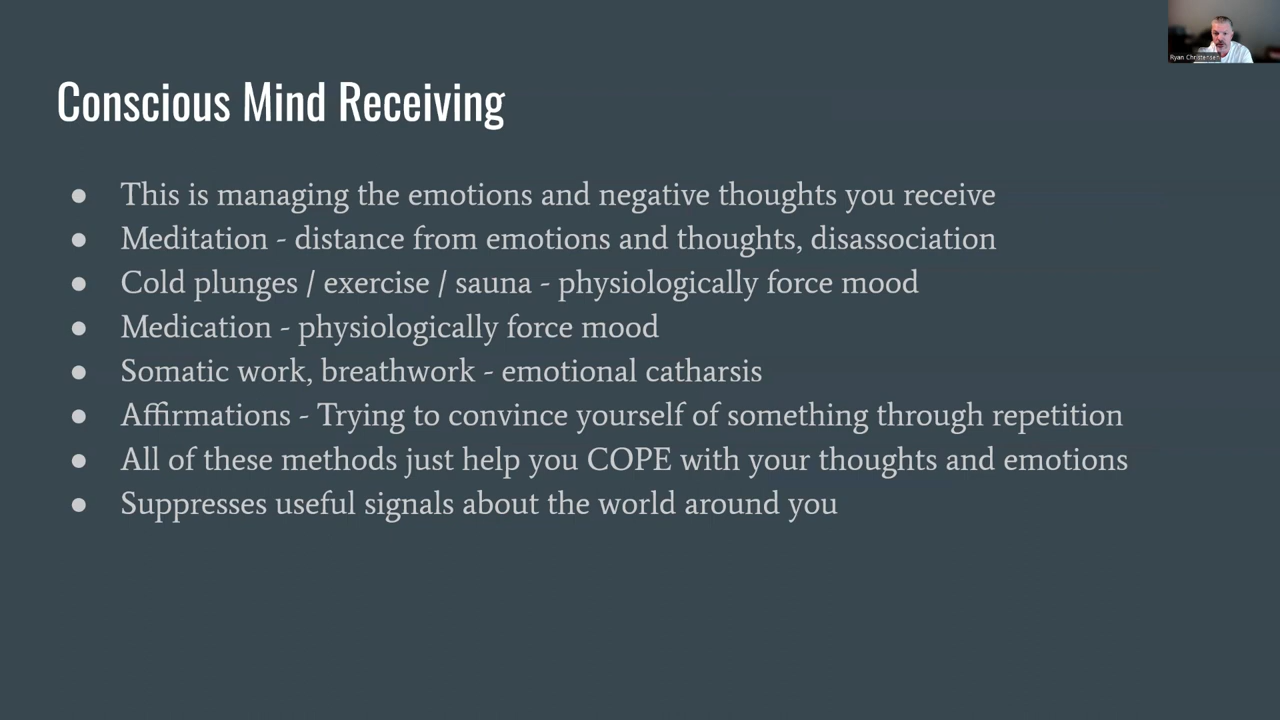 Ryan Christensen
Conscious Mind Receiving
● This is managing the emotions and negative thoughts you receive
● Meditation - distance from emotions and thoughts, disassociation
● Cold plunges / exercise / sauna - physiologically force mood
● Medication - physiologically force mood
● Somatic work, breathwork - emotional catharsis
● Affirmations - Trying to convince yourself of something through repetition
● All of these methods just help you COPE with your thoughts and emotions
● Suppresses useful signals about the world around you